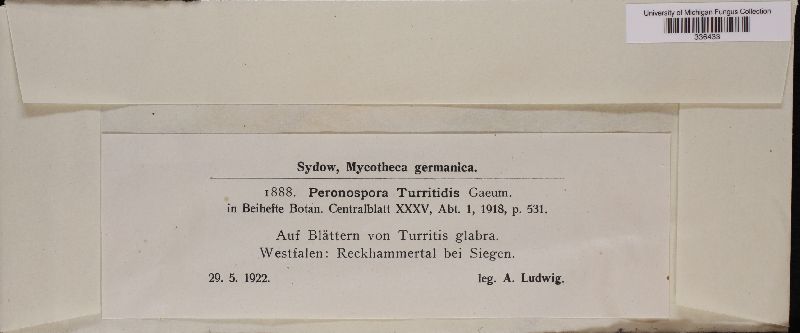 University of Michigan Fungus Collection
336433
Sydow, Mycotheca germanica.
1888. Peronospora Turritidis Gaeum.
in Beihefte Botan. Centralblatt XXXV, Abt. 1, 1918, p. 531.
Auf Blättern von Turritis glabra.
Westfalen: Reckhammertal bei Siegen.
29. 5. 1922. leg. A. Ludwig.